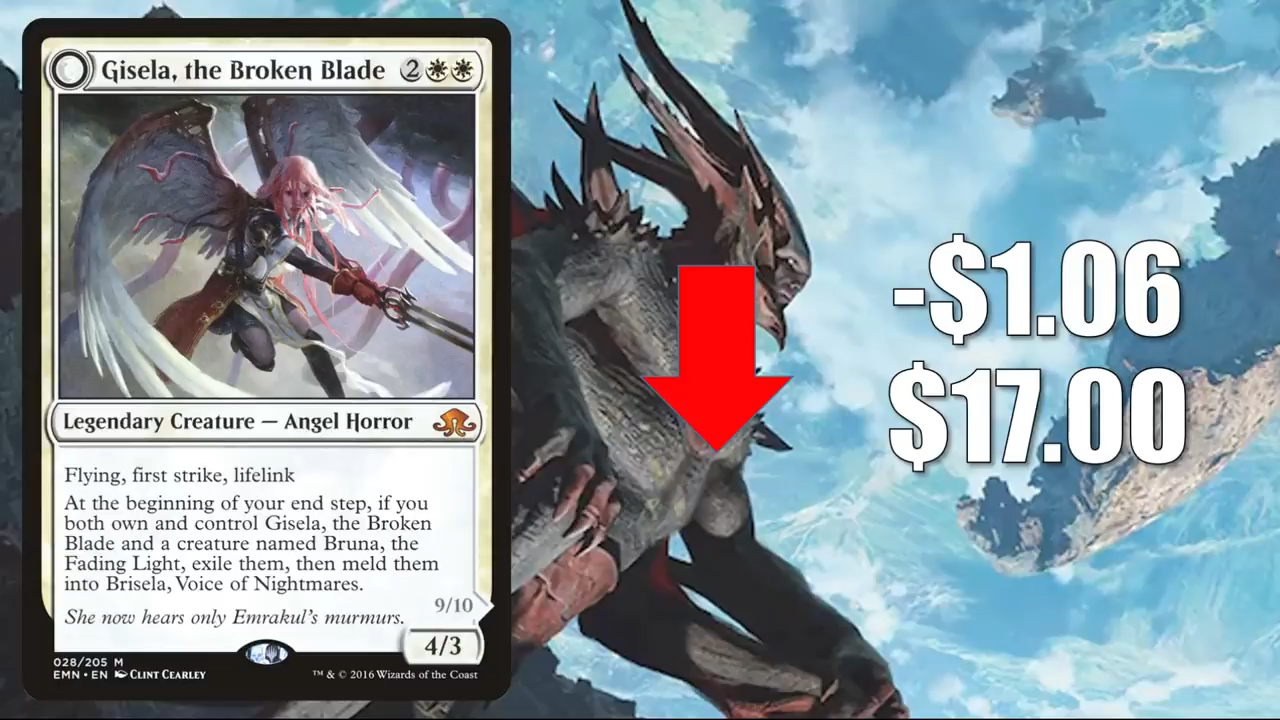 Gisela, the Broken Blade 2
Legendary Creature — Angel Horror
Flying, first strike, lifelink
At the beginning of your end step, if you
both own and control Gisela, the Broken
Blade and a creature named Bruna, the
Fading Light, exile them, then meld them
into Brisela, Voice of Nightmares.
She now hears only Emrakul's murmurs.
9/10
4/3
028/205 M
EMN • EN CLINT CEARLEY
™ & © 2016 Wizards of the Coast
-$1.06
$17.00